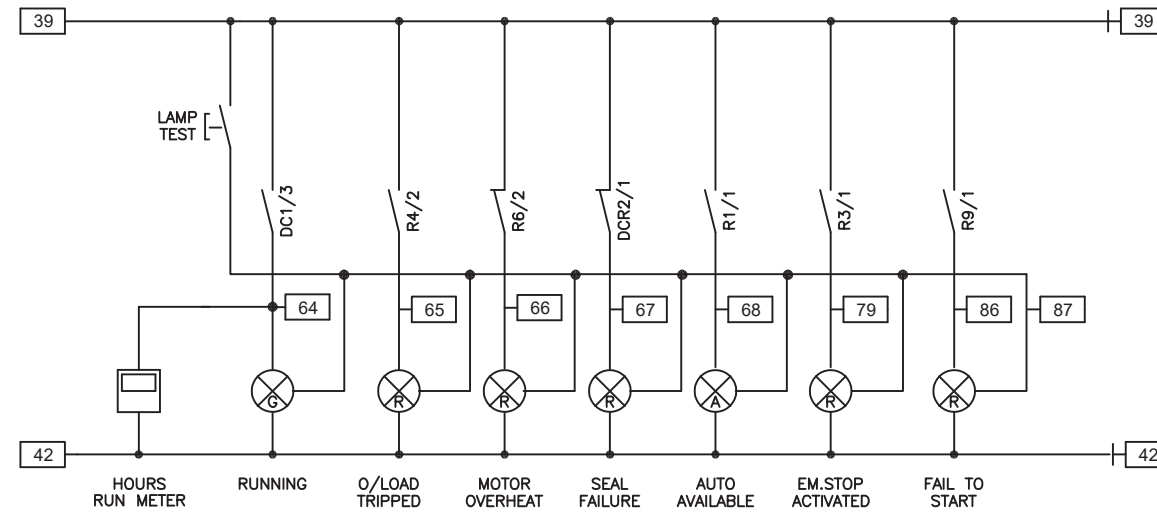 39
39
LAMP
TEST
DC1/3
R4/2
R6/2
DCR2/1
R1/1
R3/1
R9/1
64
65
66
67
68
79
86
87
G
R
R
R
A
R
R
42
42
HOURS
RUN METER
RUNNING
O/LOAD
TRIPPED
MOTOR
OVERHEAT
SEAL
FAILURE
AUTO
AVAILABLE
EM.STOP
ACTIVATED
FAIL TO
START